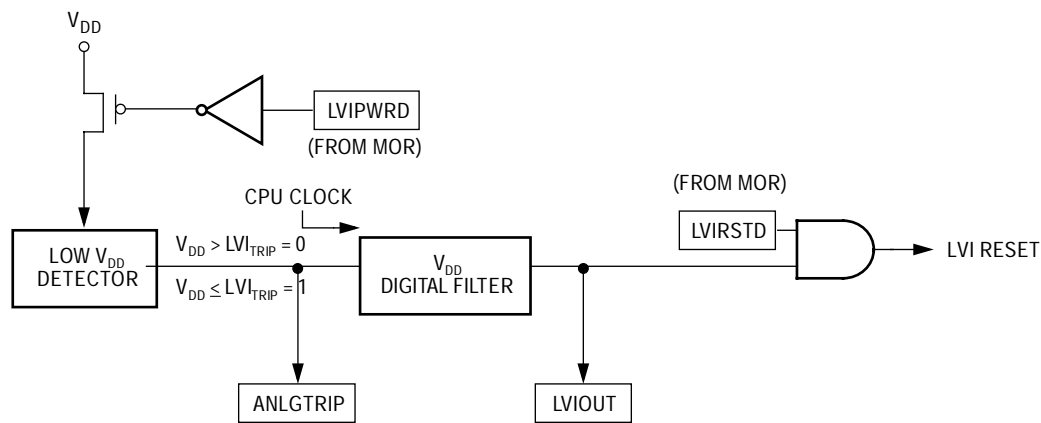 V_DD
LVIPWRD
(FROM MOR)
(FROM MOR)
CPU CLOCK
LVIRSTD
LOW V_DD
DETECTOR
V_DD > LVI_TRIP = 0
V_DD ≤ LVI_TRIP = 1
V_DD
DIGITAL FILTER
LVI RESET
ANLGTRIP
LVIOUT